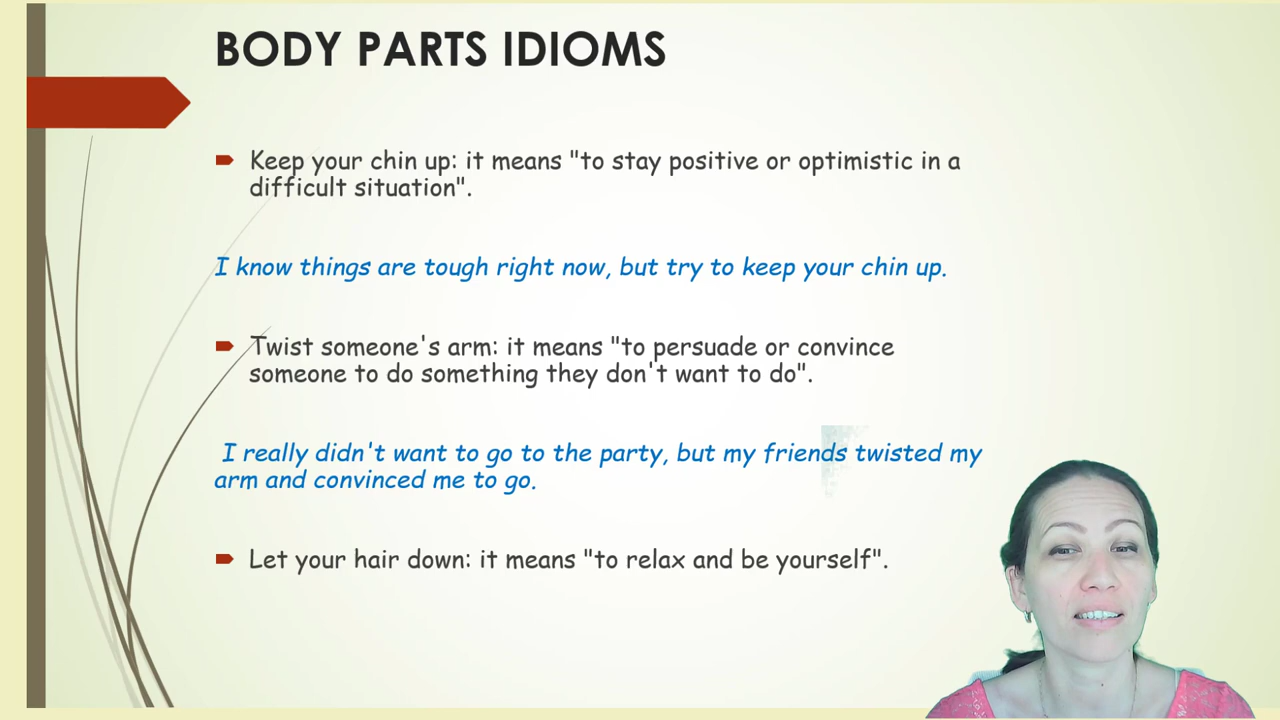 BODY PARTS IDIOMS
Keep your chin up: it means "to stay positive or optimistic in a
difficult situation".
I know things are tough right now, but try to keep your chin up.
Twist someone's arm: it means "to persuade or convince
someone to do something they don't want to do".
I really didn't want to go to the party, but my friends twisted my
arm and convinced me to go.
Let your hair down: it means "to relax and be yourself".